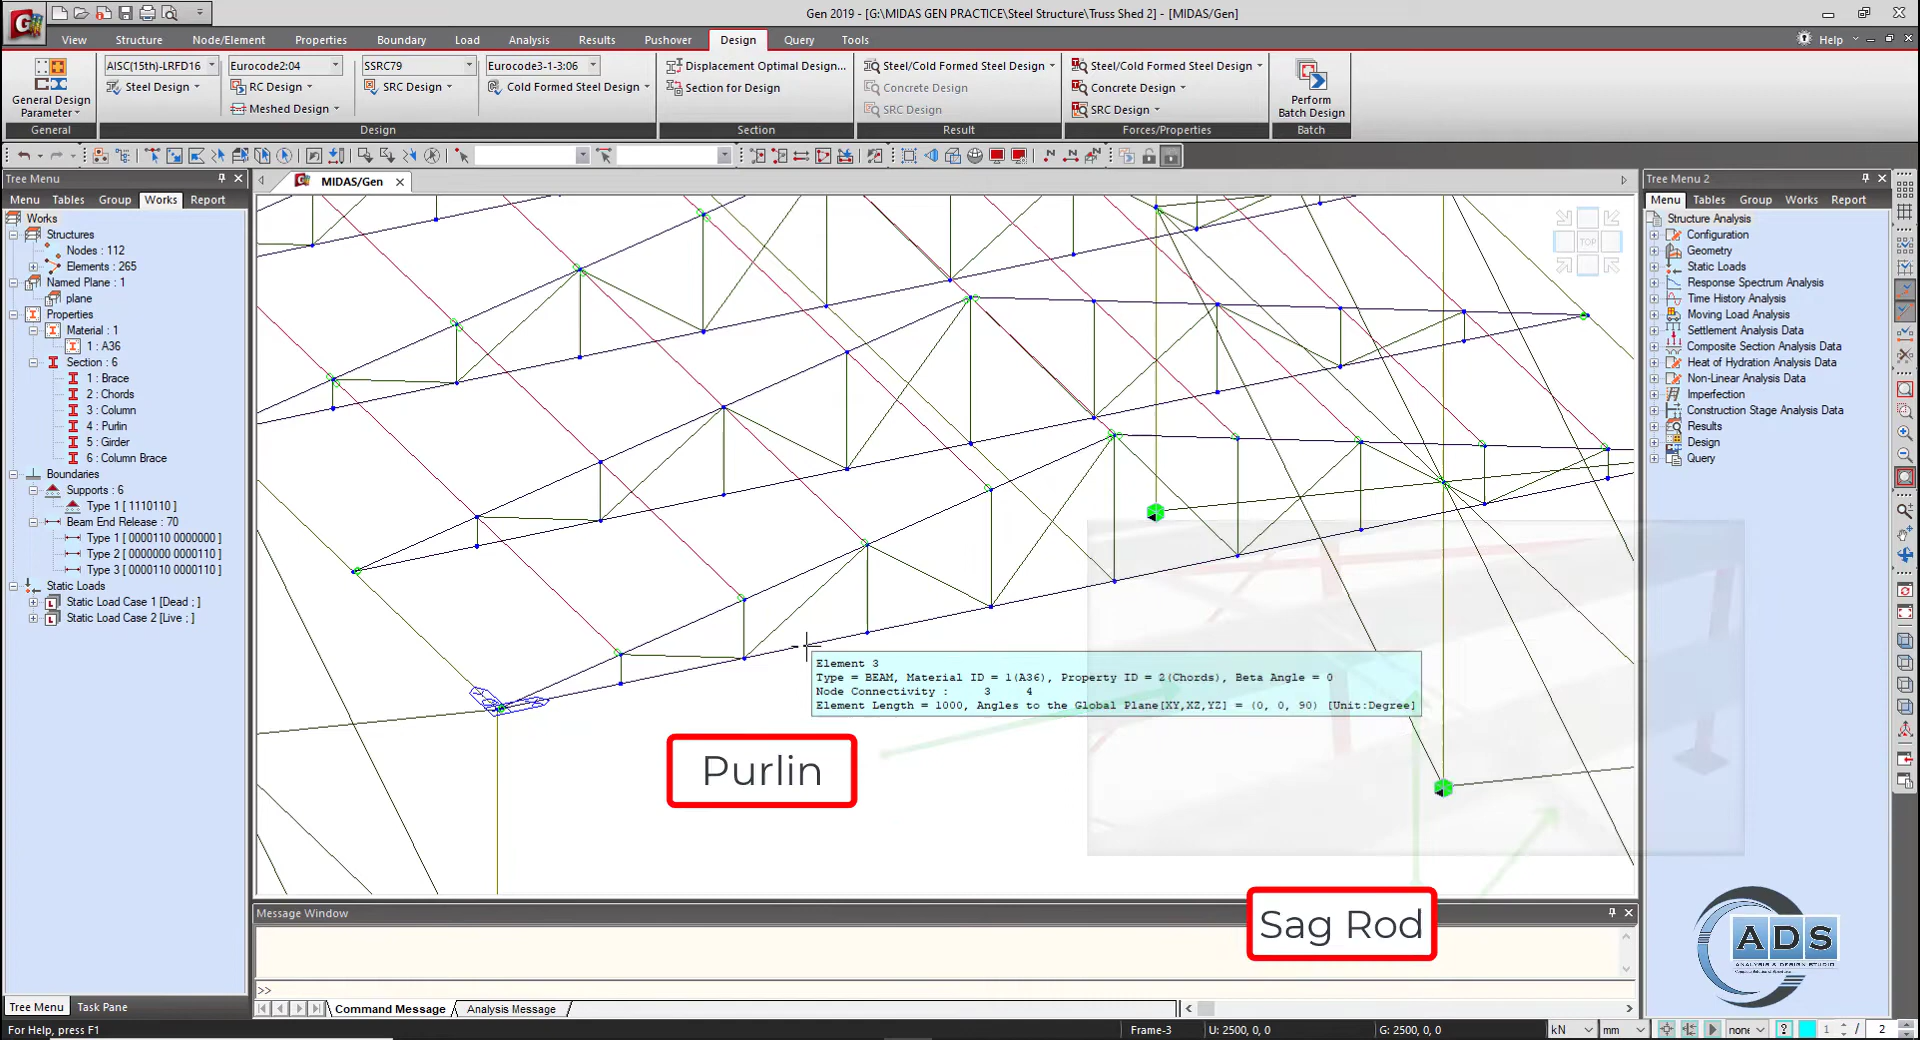 Gen 2019 - [G:\MIDAS GEN PRACTICE\Steel Structure\Truss Shed 2] - [MIDAS/Gen]
View Structure Node/Element Properties Boundary Load Analysis Results Pushover Design Query Tools Help
AISC(15th)-LRFD16 Eurocode2:04 SSRC79 Eurocode3-1-3:06 Displacement Optimal Design... Steel/Cold Formed Steel Design Steel/Cold Formed Steel Design
Steel Design RC Design SRC Design Cold Formed Steel Design Section for Design Concrete Design Concrete Design
General Design Parameter Meshed Design SRC Design SRC Design Perform Batch Design
General Design Section Result Forces/Properties Batch
Tree Menu
Menu Tables Group Works Report
Works
Structures
Nodes : 112
Elements : 265
Named Plane : 1
plane
Properties
Material : 1
1 : A36
Section : 6
1 : Brace
2 : Chords
3 : Column
4 : Purlin
5 : Girder
6 : Column Brace
Boundaries
Supports : 6
Type 1 [ 1110110 ]
Beam End Release : 70
Type 1 [ 0000110 0000000 ]
Type 2 [ 0000000 0000110 ]
Type 3 [ 0000110 0000110 ]
Static Loads
Static Load Case 1 [Dead ; ]
Static Load Case 2 [Live ; ]
Tree Menu Task Pane
MIDAS/Gen
TOP
Element 3
Type = BEAM, Material ID = 1(A36), Property ID = 2(Chords), Beta Angle = 0
Node Connectivity : 3 4
Element Length = 1000, Angles to the Global Plane[XY,XZ,YZ] = (0, 0, 90) [Unit:Degree]
Purlin
Sag Rod
Message Window
>>
Command Message Analysis Message
Tree Menu 2
Menu Tables Group Works Report
Structure Analysis
Configuration
Geometry
Static Loads
Response Spectrum Analysis
Time History Analysis
Moving Load Analysis
Settlement Analysis Data
Composite Section Analysis Data
Heat of Hydration Analysis Data
Non-Linear Analysis Data
Imperfection
Construction Stage Analysis Data
Results
Design
Query
ADS
ANALYSIS & DESIGN STUDIO
For Help, press F1 Frame-3 U: 2500, 0, 0 G: 2500, 0, 0 kN mm none 1 / 2